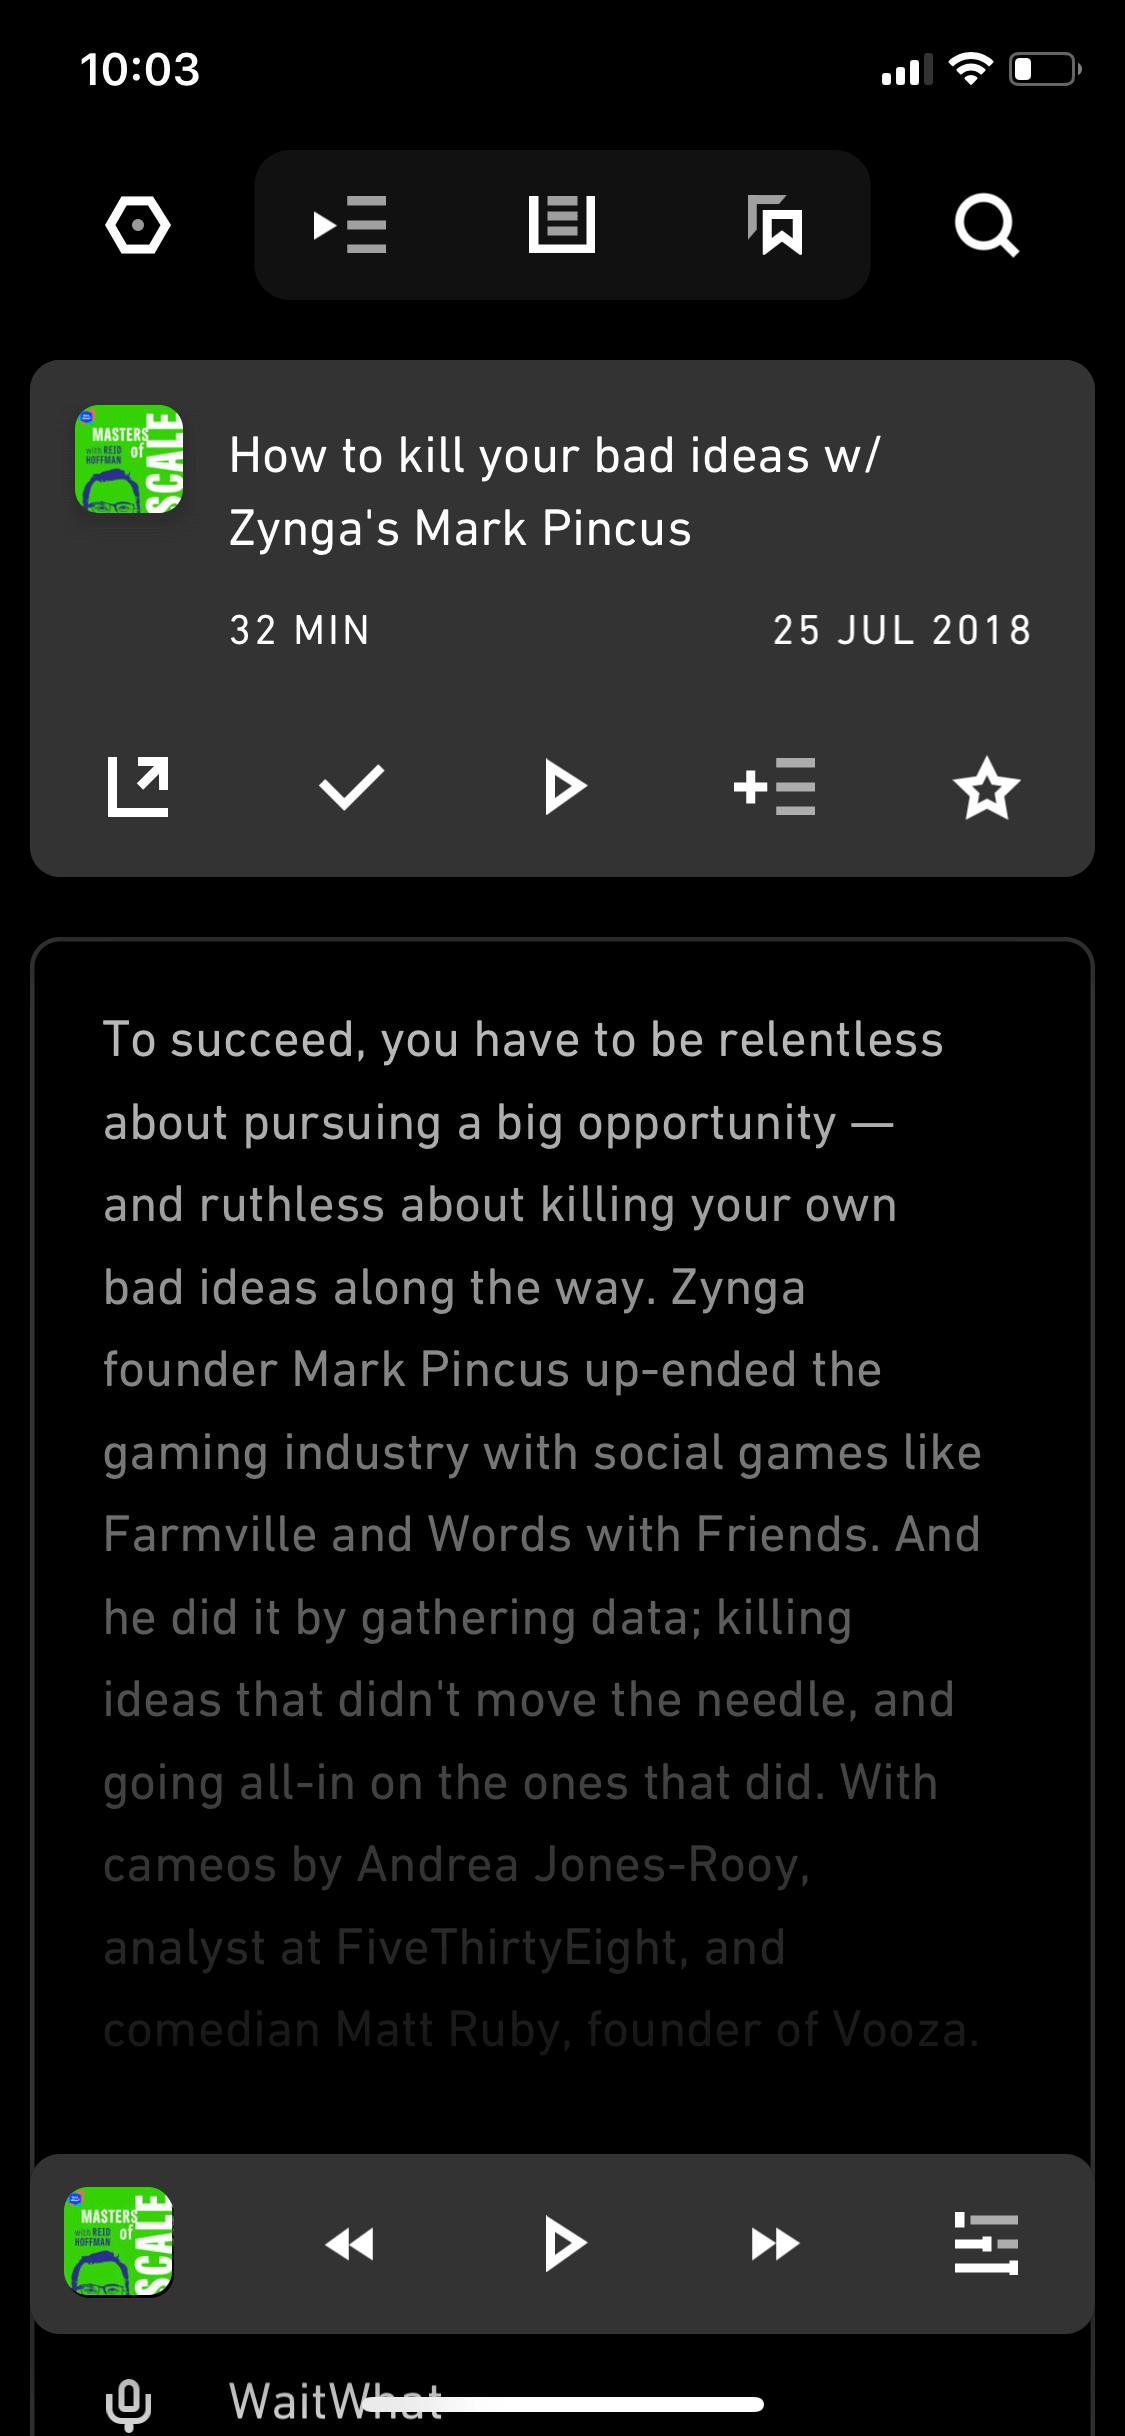 10:03
MASTERS
of
SCALE
with REID
HOFFMAN
How to kill your bad ideas w/
Zynga's Mark Pincus
32 MIN
25 JUL 2018
To succeed, you have to be relentless
about pursuing a big opportunity —
and ruthless about killing your own
bad ideas along the way. Zynga
founder Mark Pincus up-ended the
gaming industry with social games like
Farmville and Words with Friends. And
he did it by gathering data; killing
ideas that didn't move the needle, and
going all-in on the ones that did. With
cameos by Andrea Jones-Rooy,
analyst at FiveThirtyEight, and
comedian Matt Ruby, founder of Vooza.
MASTERS
of
SCALE
with REID
HOFFMAN
WaitWhat